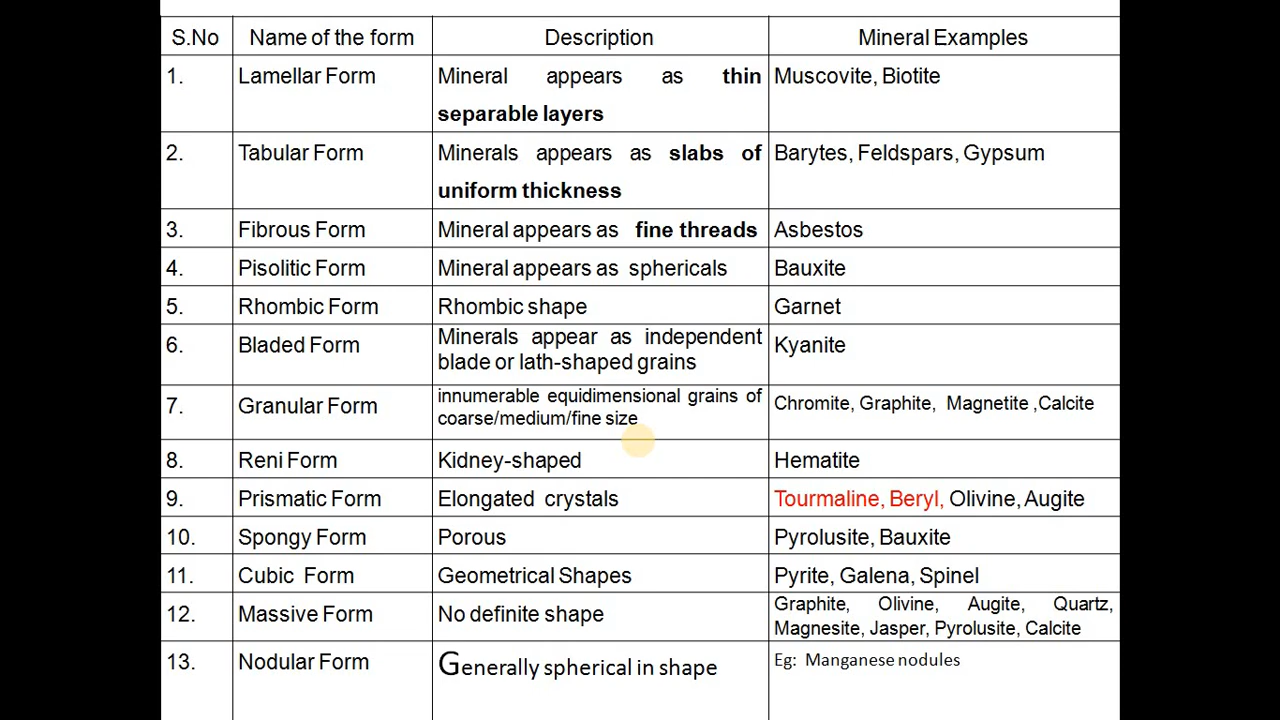 S.No Name of the form Description Mineral Examples
1. Lamellar Form Mineral appears as thin Muscovite, Biotite
separable layers
2. Tabular Form Minerals appears as slabs of Barytes, Feldspars, Gypsum
uniform thickness
3. Fibrous Form Mineral appears as fine threads Asbestos
4. Pisolitic Form Mineral appears as sphericals Bauxite
5. Rhombic Form Rhombic shape Garnet
6. Bladed Form Minerals appear as independent Kyanite
blade or lath-shaped grains
7. Granular Form innumerable equidimensional grains of Chromite, Graphite, Magnetite ,Calcite
coarse/medium/fine size
8. Reni Form Kidney-shaped Hematite
9. Prismatic Form Elongated crystals Tourmaline, Beryl, Olivine, Augite
10. Spongy Form Porous Pyrolusite, Bauxite
11. Cubic Form Geometrical Shapes Pyrite, Galena, Spinel
12. Massive Form No definite shape Graphite, Olivine, Augite, Quartz,
Magnesite, Jasper, Pyrolusite, Calcite
13. Nodular Form Generally spherical in shape Eg: Manganese nodules